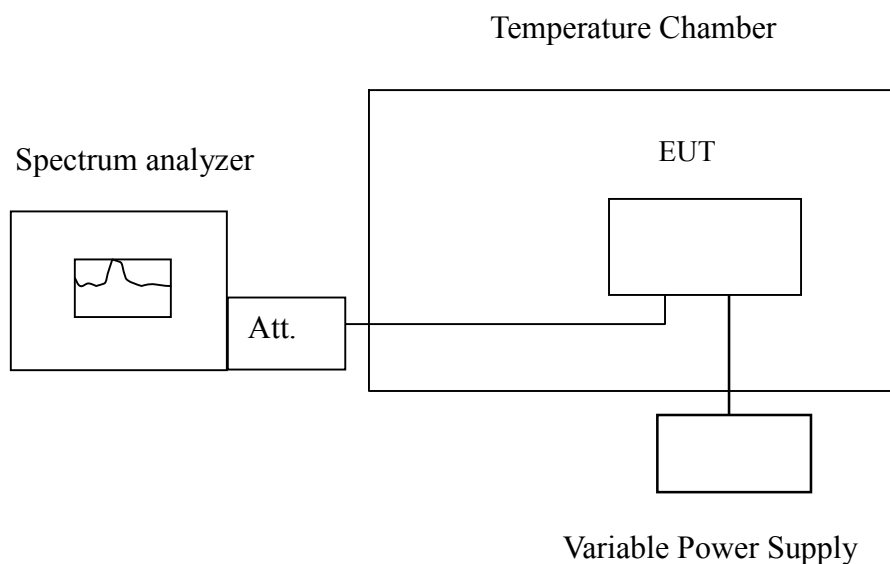 Temperature Chamber
Spectrum analyzer
EUT
Att.
Variable Power Supply